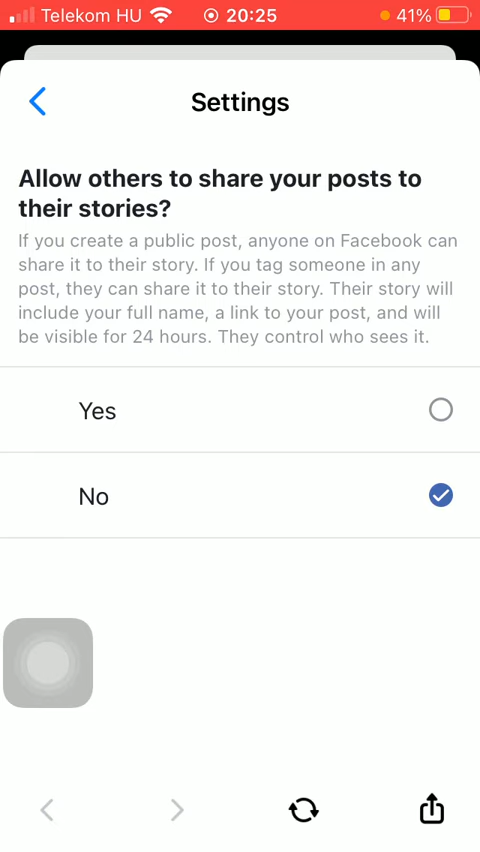 Telekom HU 20:25 41%
Settings
Allow others to share your posts to
their stories?
If you create a public post, anyone on Facebook can
share it to their story. If you tag someone in any
post, they can share it to their story. Their story will
include your full name, a link to your post, and will
be visible for 24 hours. They control who sees it.
Yes
No